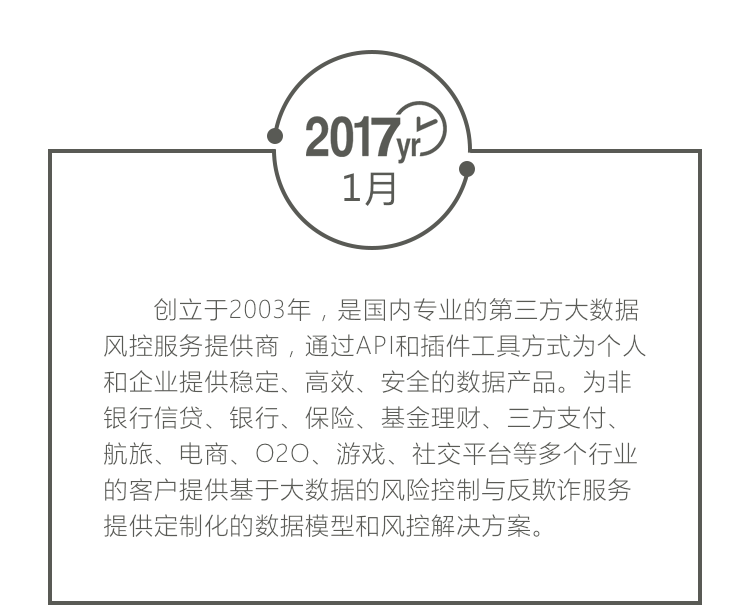 2017yr
1月
创立于2003年，是国内专业的第三方大数据
风控服务提供商，通过API和插件工具方式为个人
和企业提供稳定、高效、安全的数据产品。为非
银行信贷、银行、保险、基金理财、三方支付、
航旅、电商、O2O、游戏、社交平台等多个行业
的客户提供基于大数据的风险控制与反欺诈服务
提供定制化的数据模型和风控解决方案。